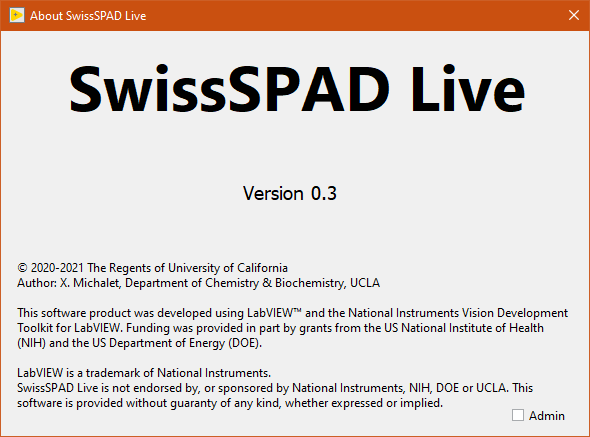 About SwissSPAD Live
SwissSPAD Live
Version 0.3
© 2020-2021 The Regents of University of California
Author: X. Michalet, Department of Chemistry & Biochemistry, UCLA
This software product was developed using LabVIEW™ and the National Instruments Vision Development
Toolkit for LabVIEW. Funding was provided in part by grants from the US National Institute of Health
(NIH) and the US Department of Energy (DOE).
LabVIEW is a trademark of National Instruments.
SwissSPAD Live is not endorsed by, or sponsored by National Instruments, NIH, DOE or UCLA. This
software is provided without guaranty of any kind, whether expressed or implied.
Admin